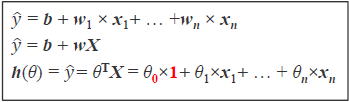 ŷ = b + w₁ × x₁+ … +wₙ × xₙ
ŷ = b + wX
h(θ) = ŷ= θᵀX = θ₀×1+ θ₁×x₁+ … + θₙ×xₙ